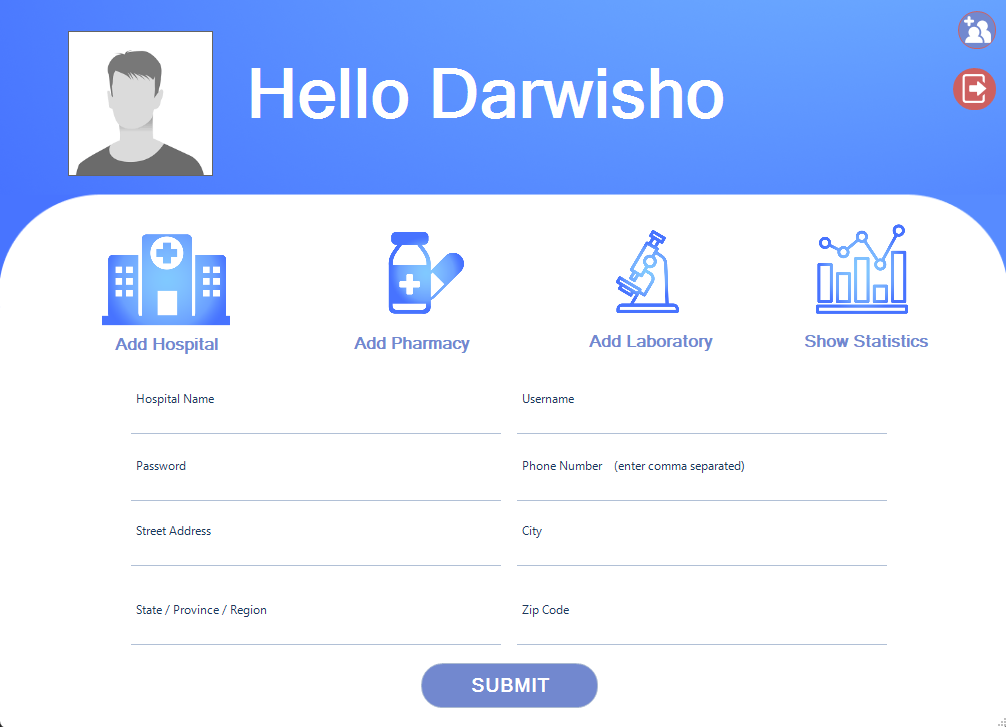 Hello Darwisho
Add Hospital
Add Pharmacy
Add Laboratory
Show Statistics
Hospital Name
Username
Password
Phone Number (enter comma separated)
Street Address
City
State / Province / Region
Zip Code
SUBMIT